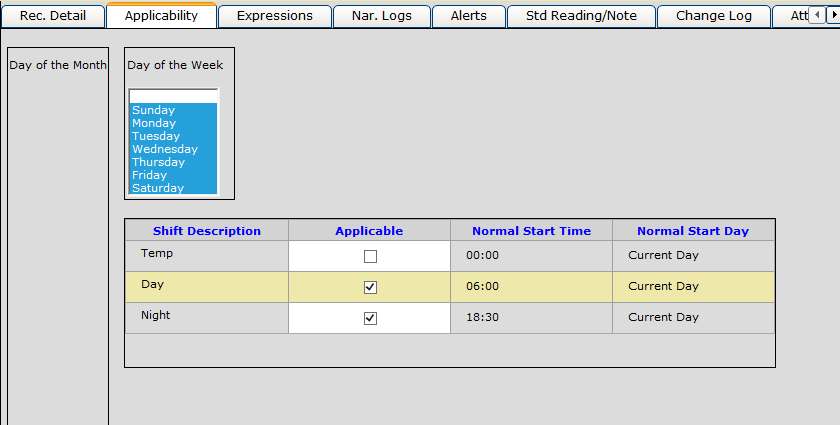 Rec. Detail Applicability Expressions Nar. Logs Alerts Std Reading/Note Change Log Att
Day of the Month Day of the Week
Sunday
Monday
Tuesday
Wednesday
Thursday
Friday
Saturday
Shift Description Applicable Normal Start Time Normal Start Day
Temp 00:00 Current Day
Day 06:00 Current Day
Night 18:30 Current Day